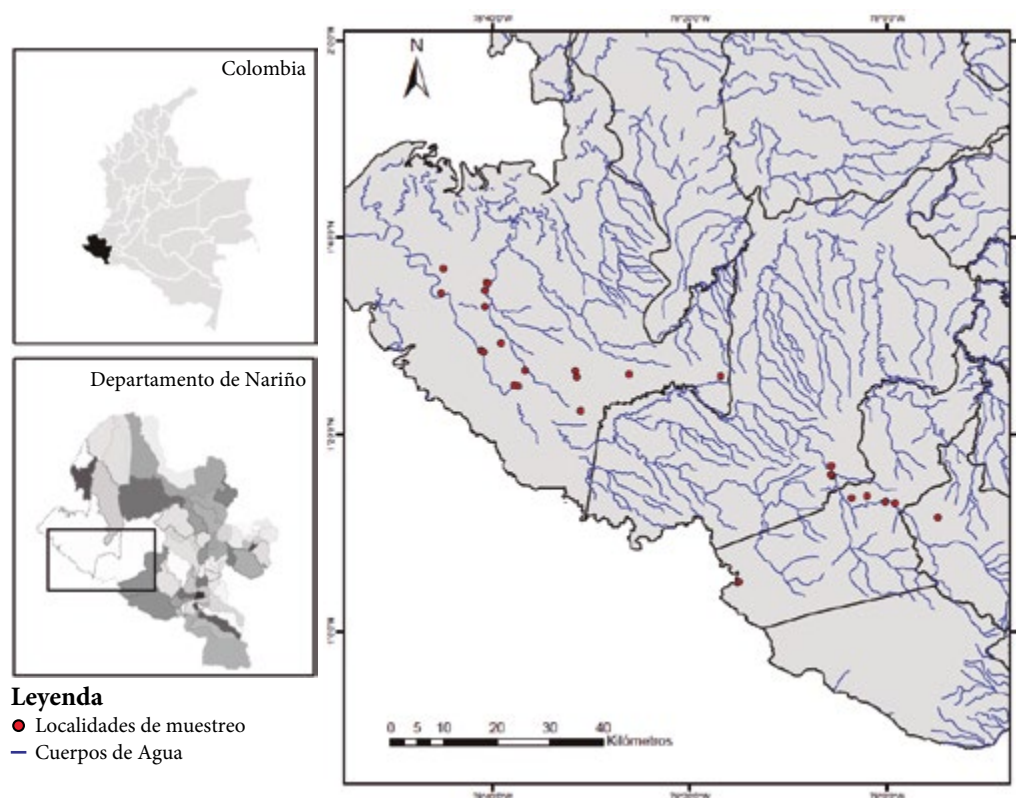 Colombia
Departamento de Nariño
Leyenda
Localidades de muestreo
Cuerpos de Agua
N
0 5 10 20 30 40
Kilómetros